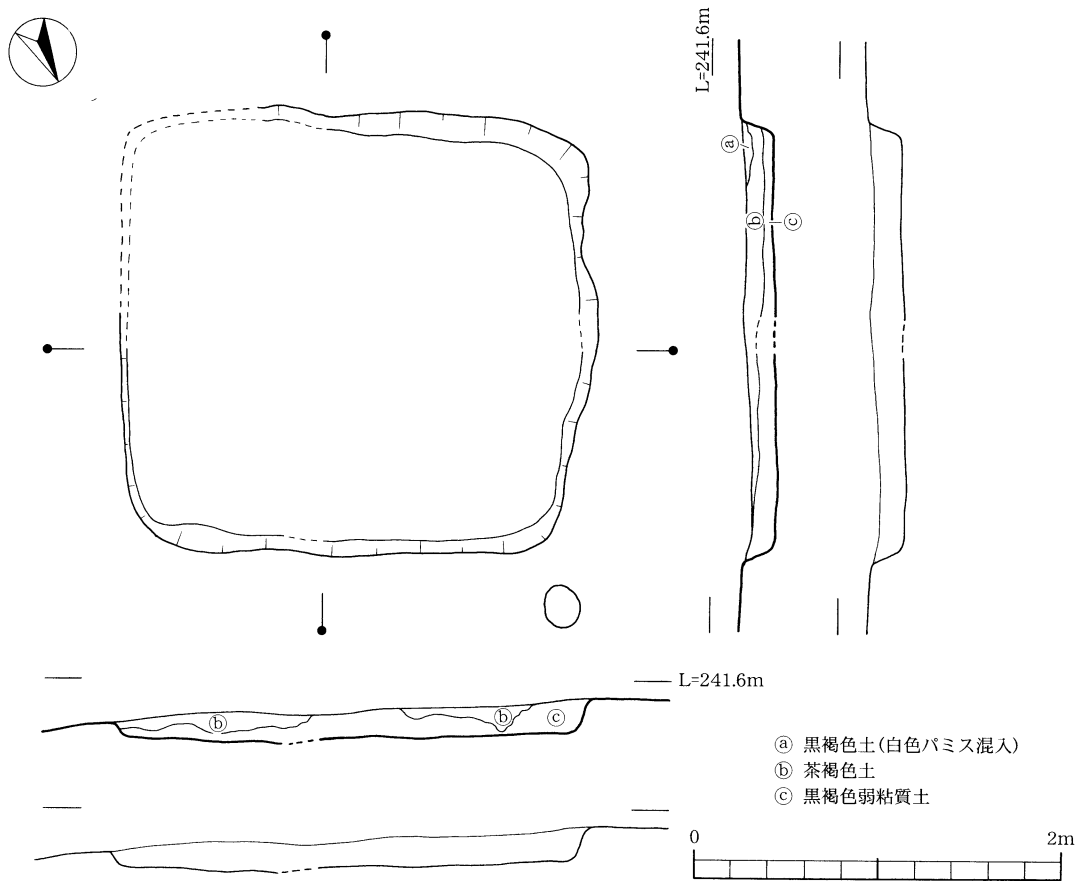 L=241.6m
ⓐ
ⓑ
ⓒ
L=241.6m
ⓑ
ⓑ
ⓒ
ⓐ 黒褐色土(白色パミス混入)
ⓑ 茶褐色土
ⓒ 黒褐色弱粘質土
0 2m